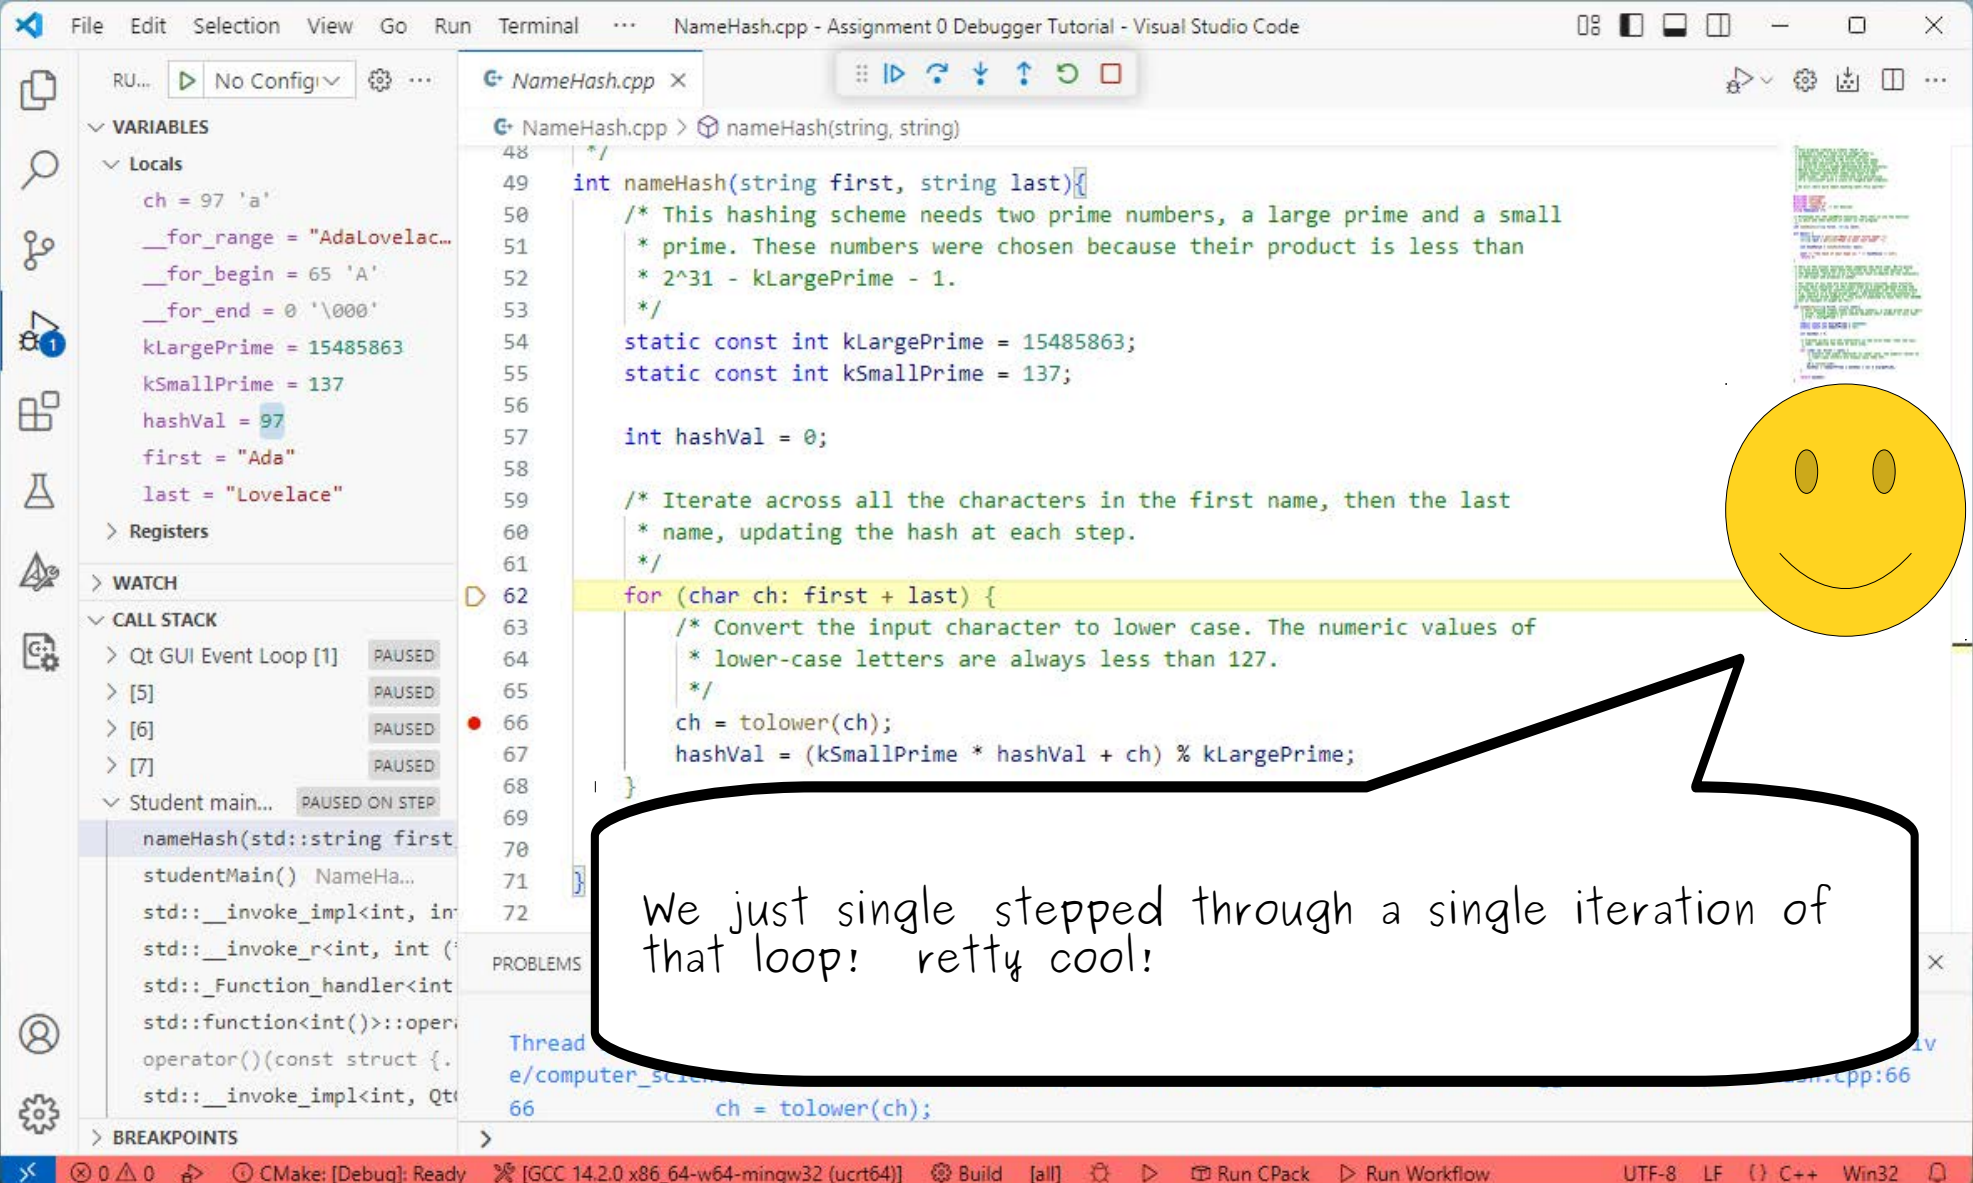 File Edit Selection View Go Run Terminal ··· NameHash.cpp - Assignment 0 Debugger Tutorial - Visual Studio Code
RU... No Config ···
VARIABLES
Locals
ch = 97 'a'
__for_range = "AdaLovelac…
__for_begin = 65 'A'
__for_end = 0 '\000'
kLargePrime = 15485863
kSmallPrime = 137
hashVal = 97
first = "Ada"
last = "Lovelace"
Registers
WATCH
CALL STACK
Qt GUI Event Loop [1] PAUSED
[5] PAUSED
[6] PAUSED
[7] PAUSED
Student main... PAUSED ON STEP
nameHash(std::string first
studentMain() NameHa...
std::__invoke_impl<int, in
std::__invoke_r<int, int (
std::_Function_handler<int
std::function<int()>::oper
operator()(const struct {.
std::__invoke_impl<int, Qt
BREAKPOINTS
1
NameHash.cpp
NameHash.cpp > nameHash(string, string)
48 */
49 int nameHash(string first, string last){
50 /* This hashing scheme needs two prime numbers, a large prime and a small
51 * prime. These numbers were chosen because their product is less than
52 * 2^31 - kLargePrime - 1.
53 */
54 static const int kLargePrime = 15485863;
55 static const int kSmallPrime = 137;
56
57 int hashVal = 0;
58
59 /* Iterate across all the characters in the first name, then the last
60 * name, updating the hash at each step.
61 */
62 for (char ch: first + last) {
63 /* Convert the input character to lower case. The numeric values of
64 * lower-case letters are always less than 127.
65 */
66 ch = tolower(ch);
67 hashVal = (kSmallPrime * hashVal + ch) % kLargePrime;
68 }
69
70
71 }
72
We just single stepped through a single iteration of
that loop! retty cool!
PROBLEMS
Thread
e/computer_scien .cpp:66
66 ch = tolower(ch);
>
0 0 CMake: [Debug]: Ready [GCC 14.2.0 x86_64-w64-mingw32 (ucrt64)] Build [all] Run CPack Run Workflow UTF-8 LF {} C++ Win32